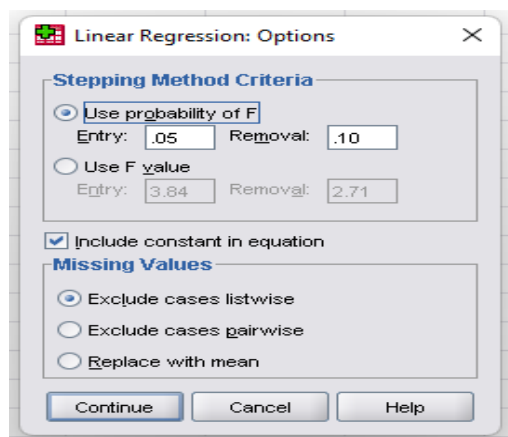 Linear Regression: Options
Stepping Method Criteria
Use probability of F
Entry: .05 Removal: .10
Use F value
Entry: 3.84 Removal: 2.71
Include constant in equation
Missing Values
Exclude cases listwise
Exclude cases pairwise
Replace with mean
Continue Cancel Help